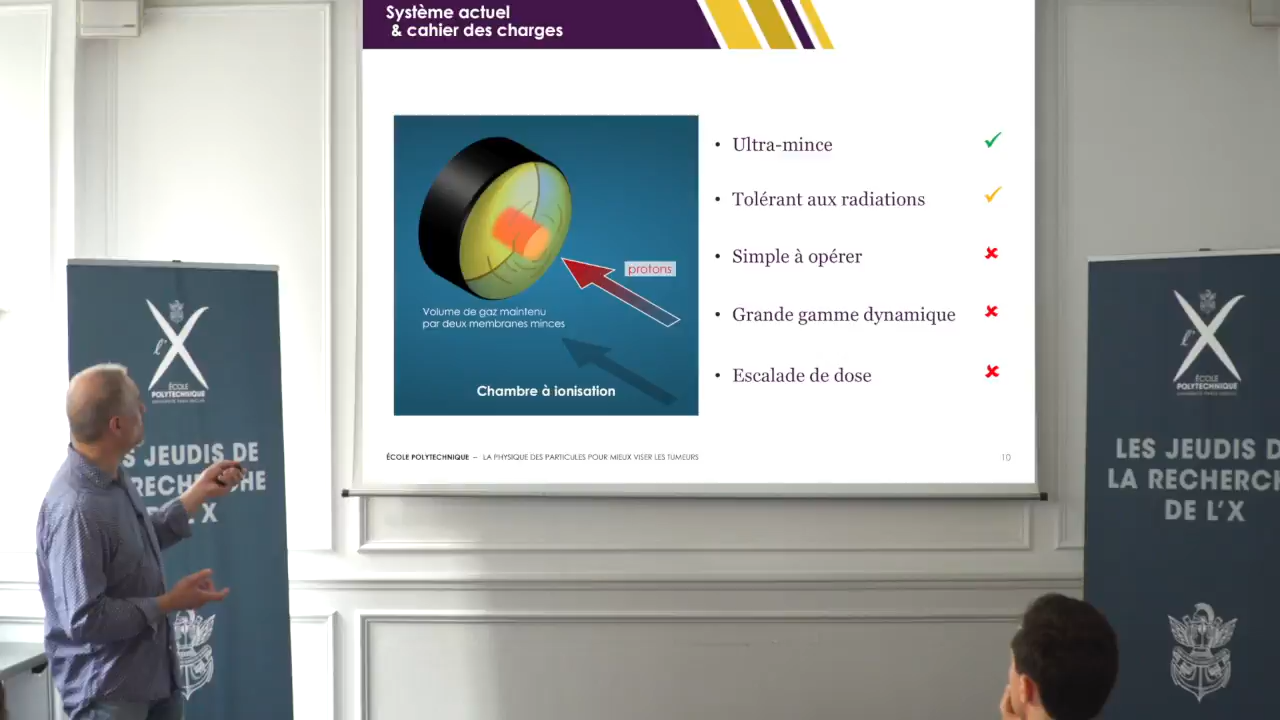 Système actuel
& cahier des charges
protons
Volume de gaz maintenu
par deux membranes minces
Chambre à ionisation
• Ultra-mince
• Tolérant aux radiations
• Simple à opérer
• Grande gamme dynamique
• Escalade de dose
ÉCOLE POLYTECHNIQUE – LA PHYSIQUE DES PARTICULES POUR MIEUX VISER LES TUMEURS
10
ÉCOLE
POLYTECHNIQUE
S JEUDIS DE
RECHERCHE
DE L'X
ÉCOLE
POLYTECHNIQUE
LES JEUDIS D
LA RECHERC
DE L'X